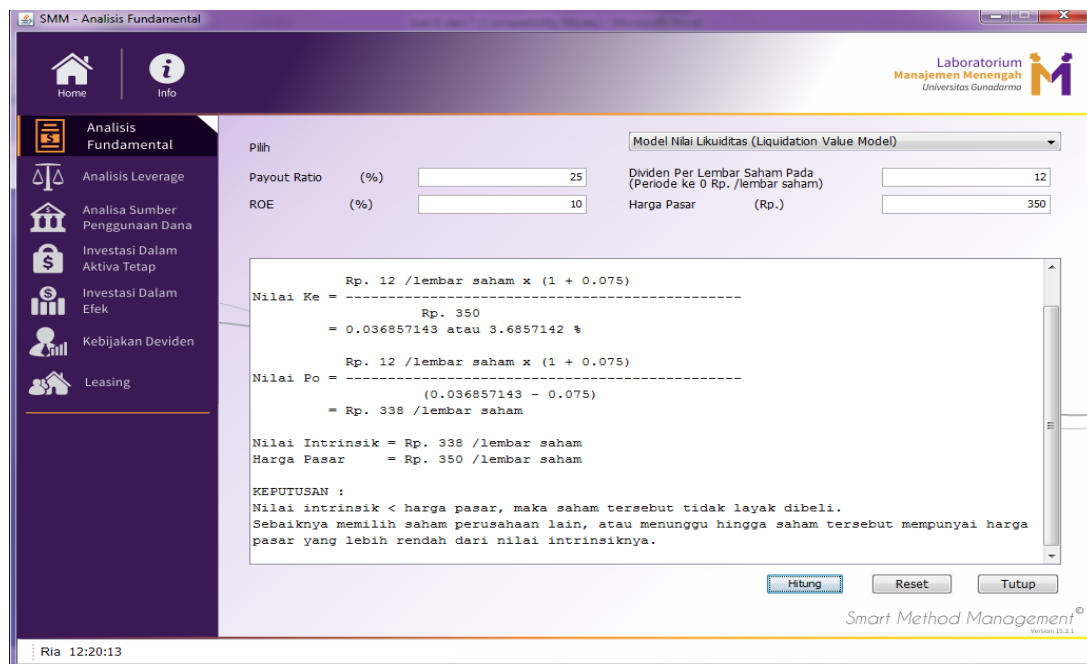 SMM - Analisis Fundamental
Home
Info
Laboratorium
Manajemen Menengah
Universitas Gunadarma
Analisis
Fundamental
Analisis Leverage
Analisa Sumber
Penggunaan Dana
Investasi Dalam
Aktiva Tetap
Investasi Dalam
Efek
Kebijakan Deviden
Leasing
Pilih
Model Nilai Likuiditas (Liquidation Value Model)
Payout Ratio (%) 25
Dividen Per Lembar Saham Pada
(Periode ke 0 Rp. /lembar saham) 12
ROE (%) 10
Harga Pasar (Rp.) 350
Rp. 12 /lembar saham x (1 + 0.075)
Nilai Ke = ------------------------------------------------
Rp. 350
= 0.036857143 atau 3.6857142 %
Rp. 12 /lembar saham x (1 + 0.075)
Nilai Po = ------------------------------------------------
(0.036857143 - 0.075)
= Rp. 338 /lembar saham
Nilai Intrinsik = Rp. 338 /lembar saham
Harga Pasar = Rp. 350 /lembar saham
KEPUTUSAN :
Nilai intrinsik < harga pasar, maka saham tersebut tidak layak dibeli.
Sebaiknya memilih saham perusahaan lain, atau menunggu hingga saham tersebut mempunyai harga
pasar yang lebih rendah dari nilai intrinsiknya.
Hitung
Reset
Tutup
Smart Method Management©
Version 15.2.1
Ria 12:20:13